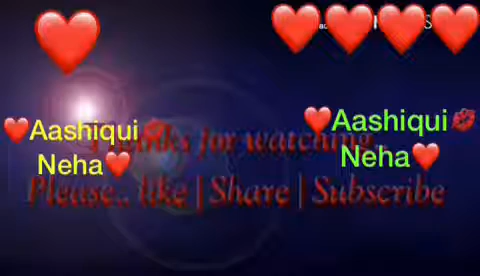 ❤️Aashiqui💋
Neha❤️
❤️Aashiqui💋
Neha❤️
Thanks for watching..
Please.. like | Share | Subscribe